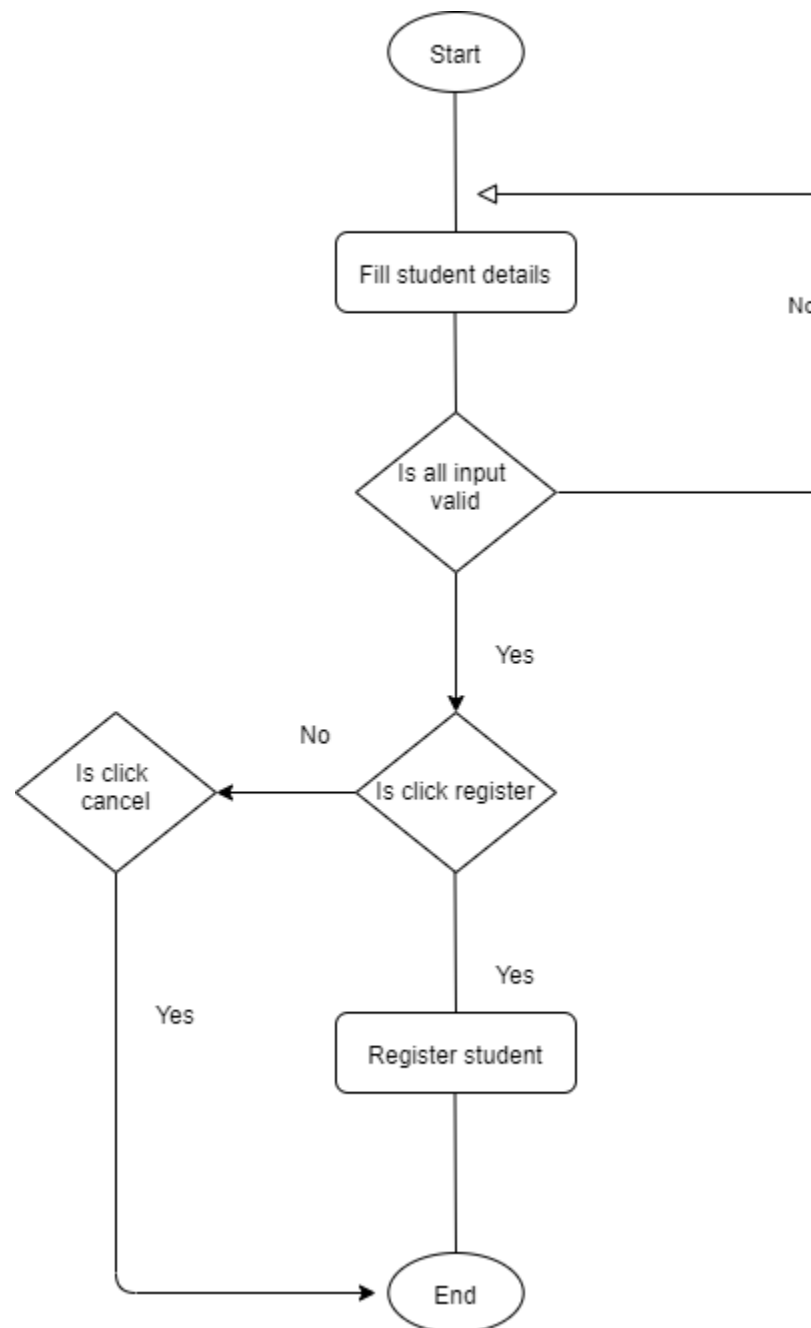 Start
Fill student details
No
Is all input
valid
Yes
No
Is click
cancel
Is click register
Yes
Yes
Register student
End